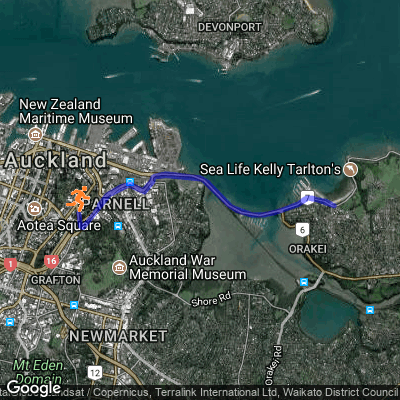 DEVONPORT
New Zealand
Maritime Museum
Auckland
Sea Life Kelly Tarlton's
PARNELL
Aotea Square
6
ORAKEI
1
16
Auckland War
Memorial Museum
GRAFTON
Shore Rd
NEWMARKET
Orakei Rd
Mt Eden
Domain
12
Google
Landsat / Copernicus, Terralink International Ltd, Waikato District Council